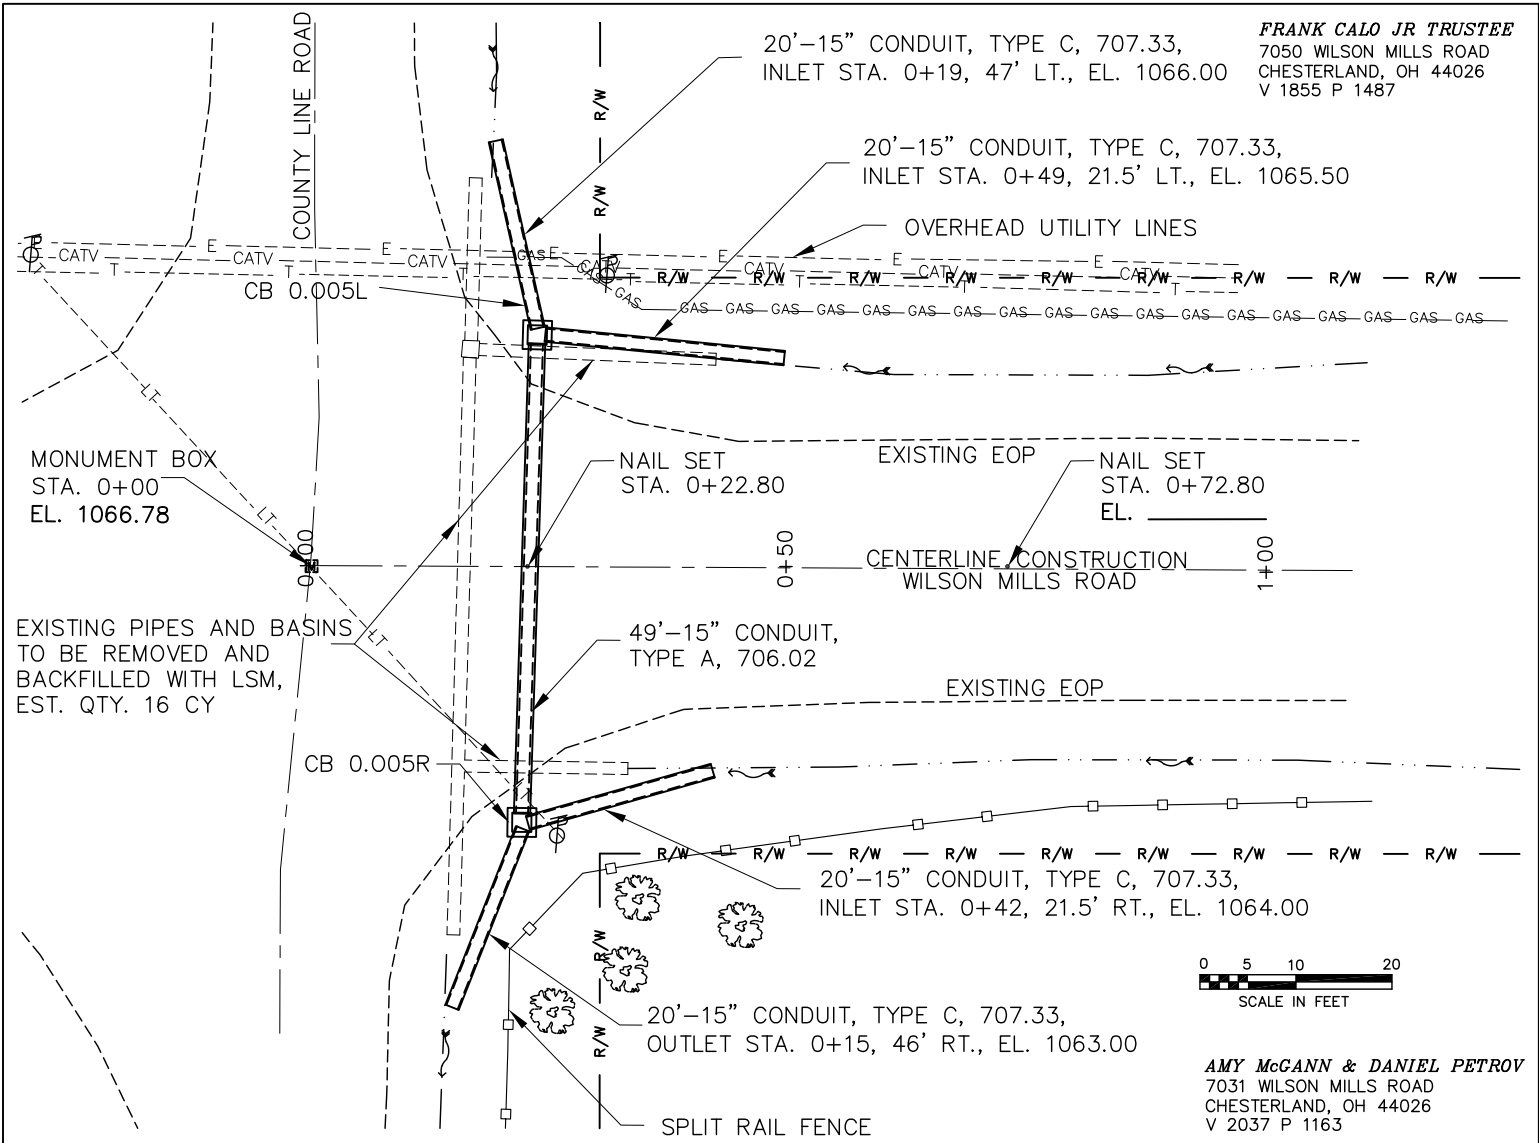 FRANK CALO JR TRUSTEE
7050 WILSON MILLS ROAD
CHESTERLAND, OH 44026
V 1855 P 1487
20'-15" CONDUIT, TYPE C, 707.33,
INLET STA. 0+19, 47' LT., EL. 1066.00
COUNTY LINE ROAD
R/W
R/W
20'-15" CONDUIT, TYPE C, 707.33,
INLET STA. 0+49, 21.5' LT., EL. 1065.50
OVERHEAD UTILITY LINES
E E GAS E E E E
CATV CATV CATV CATV CATV CATV
T T T T T T T
R/W R/W R/W R/W R/W R/W R/W R/W R/W
GAS GAS GAS GAS GAS GAS GAS GAS GAS GAS GAS GAS GAS GAS GAS GAS GAS GAS GAS GAS
CB 0.005L
LT
LT
LT
LT
MONUMENT BOX
STA. 0+00
EL. 1066.78
NAIL SET
STA. 0+22.80
EXISTING EOP
NAIL SET
STA. 0+72.80
EL.
0+00
0+50
1+00
M
CENTERLINE CONSTRUCTION
WILSON MILLS ROAD
EXISTING PIPES AND BASINS
TO BE REMOVED AND
BACKFILLED WITH LSM,
EST. QTY. 16 CY
49'-15" CONDUIT,
TYPE A, 706.02
EXISTING EOP
CB 0.005R
R/W R/W R/W R/W R/W R/W R/W R/W R/W
20'-15" CONDUIT, TYPE C, 707.33,
INLET STA. 0+42, 21.5' RT., EL. 1064.00
R/W
R/W
0 5 10 20
SCALE IN FEET
20'-15" CONDUIT, TYPE C, 707.33,
OUTLET STA. 0+15, 46' RT., EL. 1063.00
SPLIT RAIL FENCE
AMY McGANN & DANIEL PETROV
7031 WILSON MILLS ROAD
CHESTERLAND, OH 44026
V 2037 P 1163